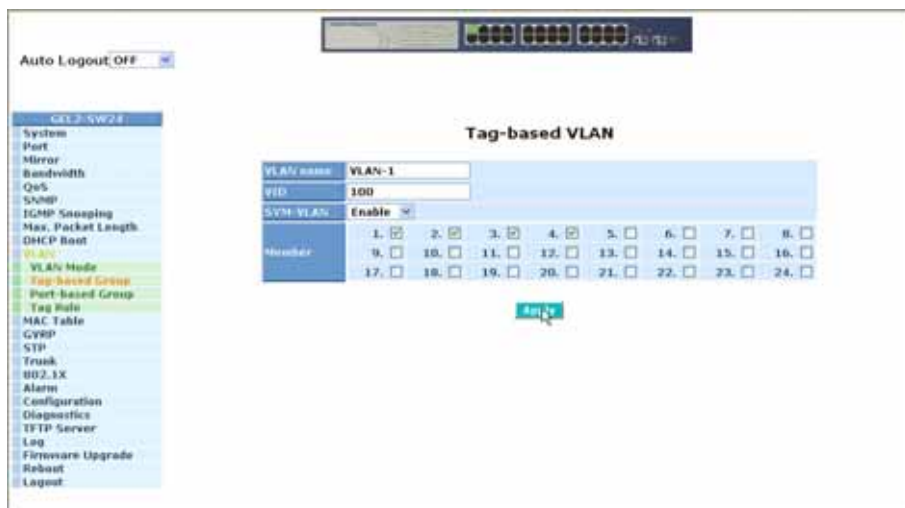 Auto Logout OFF
GEL2-SW24
System
Port
Mirror
Bandwidth
QoS
SNMP
IGMP Snooping
Max. Packet Length
DHCP Boot
VLAN
VLAN Mode
Tag-based Group
Port-based Group
Tag Rule
MAC Table
GVRP
STP
Trunk
802.1X
Alarm
Configuration
Diagnostics
TFTP Server
Log
Firmware Upgrade
Reboot
Logout
Tag-based VLAN
VLAN name VLAN-1
VID 100
SYM-VLAN Enable
Member
1. 2. 3. 4. 5. 6. 7. 8.
9. 10. 11. 12. 13. 14. 15. 16.
17. 18. 19. 20. 21. 22. 23. 24.
Apply